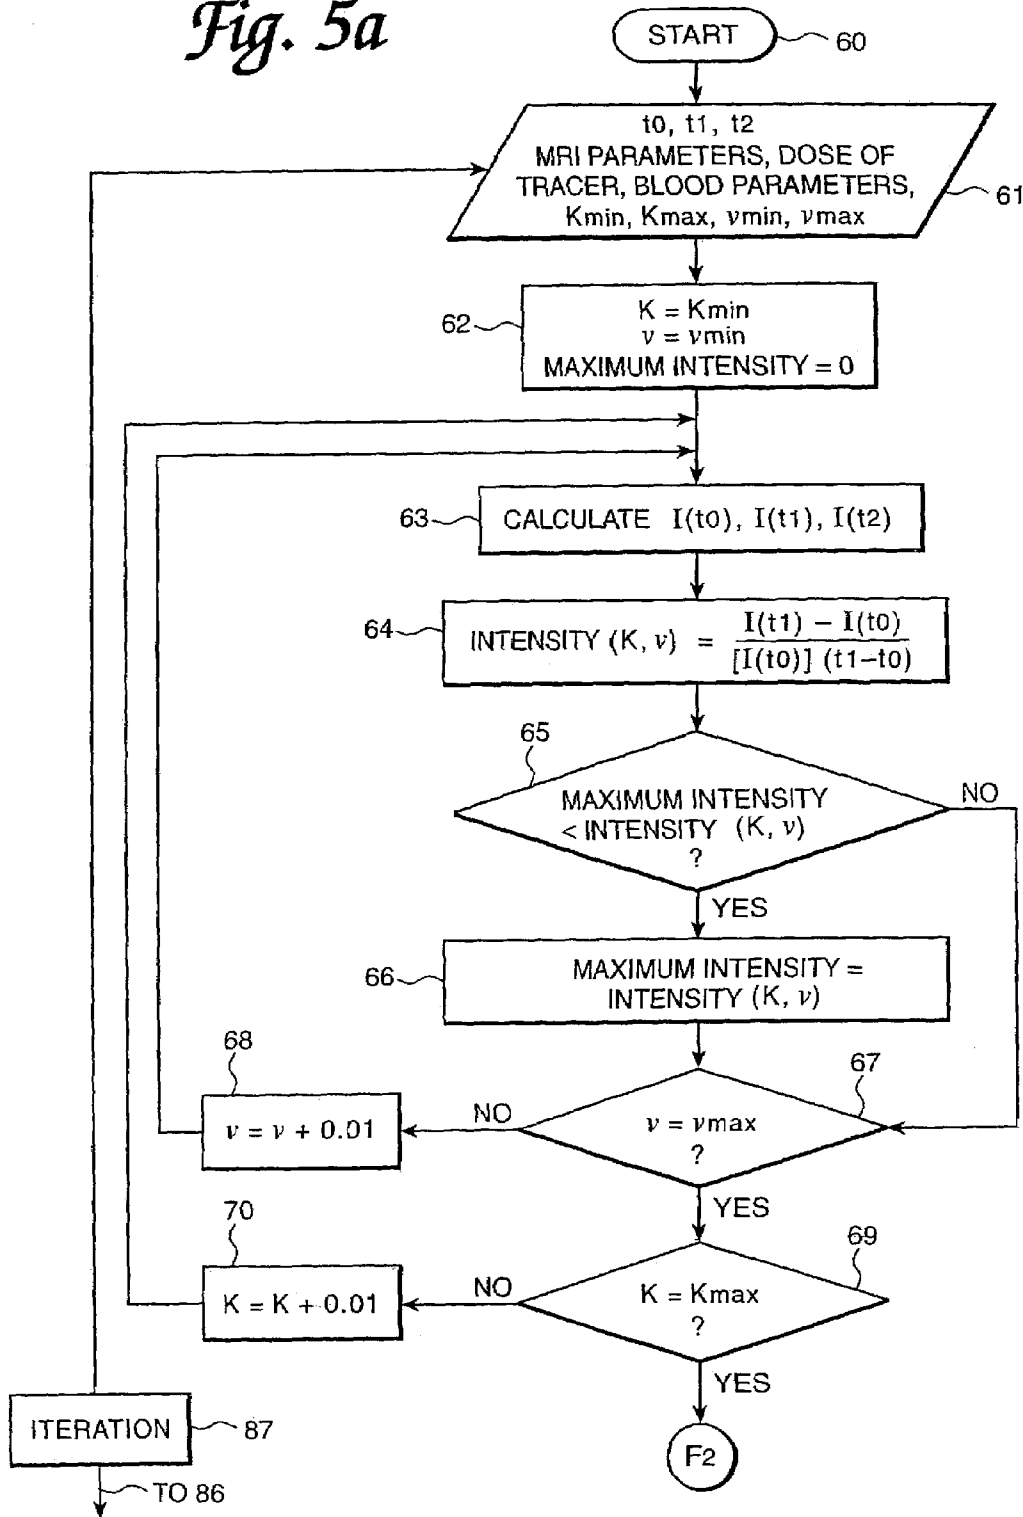 Fig. 5a
START
60
t0, t1, t2
MRI PARAMETERS, DOSE OF
TRACER, BLOOD PARAMETERS,
Kmin, Kmax, νmin, νmax
61
62
K = Kmin
ν = νmin
MAXIMUM INTENSITY = 0
63
CALCULATE I(t0), I(t1), I(t2)
64
INTENSITY (K, ν) = I(t1) – I(t0)
[I(t0)] (t1–t0)
65
MAXIMUM INTENSITY
< INTENSITY (K, ν)
?
NO
YES
66
MAXIMUM INTENSITY =
INTENSITY (K, ν)
68
ν = ν + 0.01
NO
67
ν = νmax
?
YES
70
K = K + 0.01
NO
69
K = Kmax
?
YES
ITERATION
87
F2
TO 86